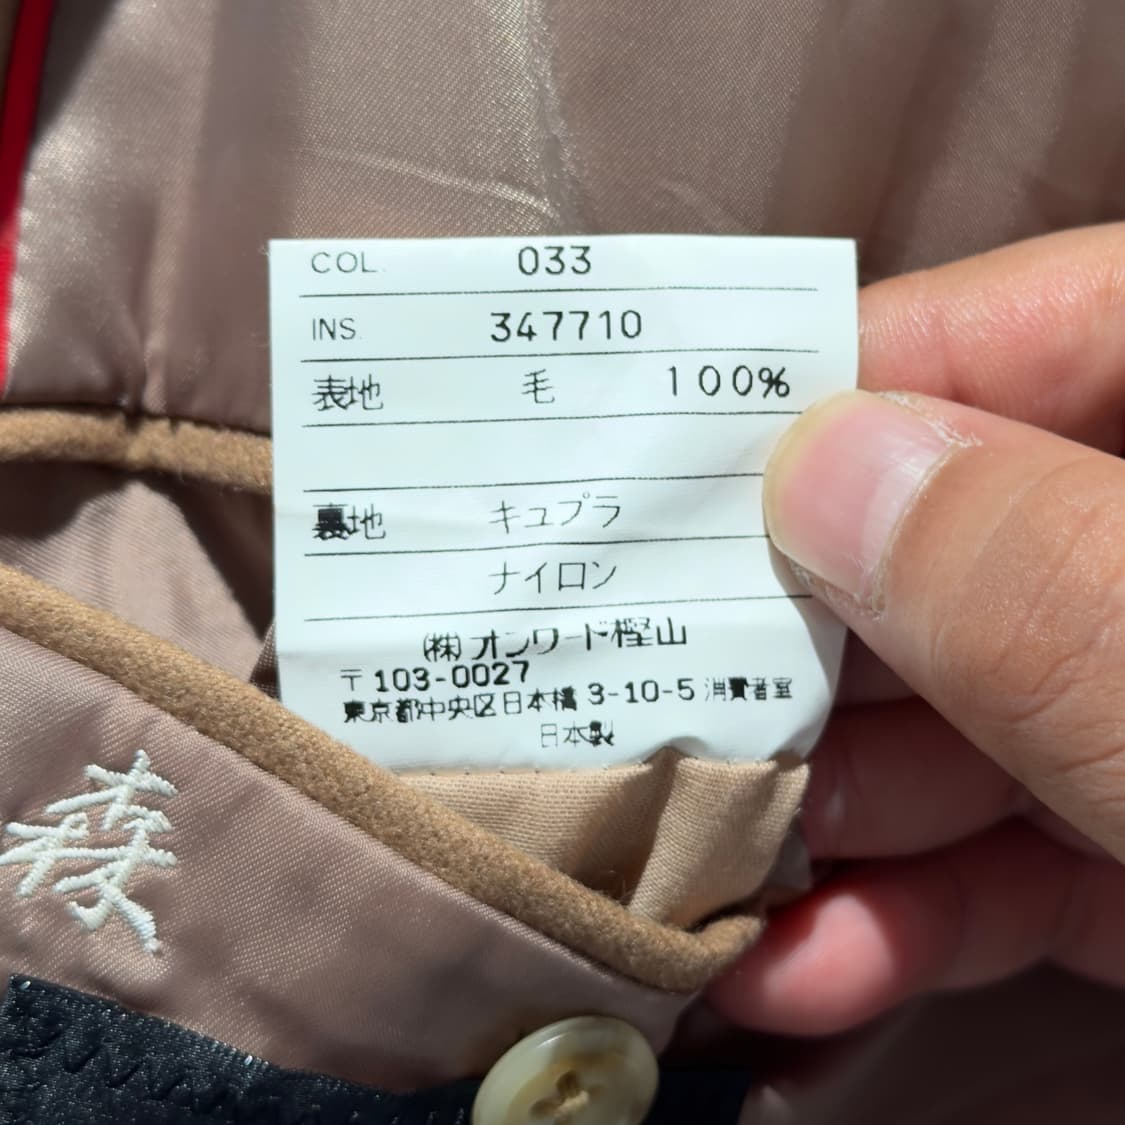 COL. 033
INS. 347710
表地 毛 100%
裏地 キュプラ
ナイロン
(株)オンワード樫山
〒103-0027
東京都中央区日本橋3-10-5 消費者室
日本製